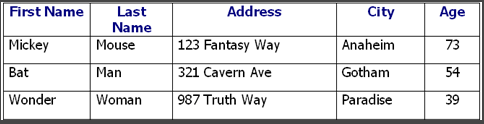 First Name Last Name Address City Age
Mickey Mouse 123 Fantasy Way Anaheim 73
Bat Man 321 Cavern Ave Gotham 54
Wonder Woman 987 Truth Way Paradise 39